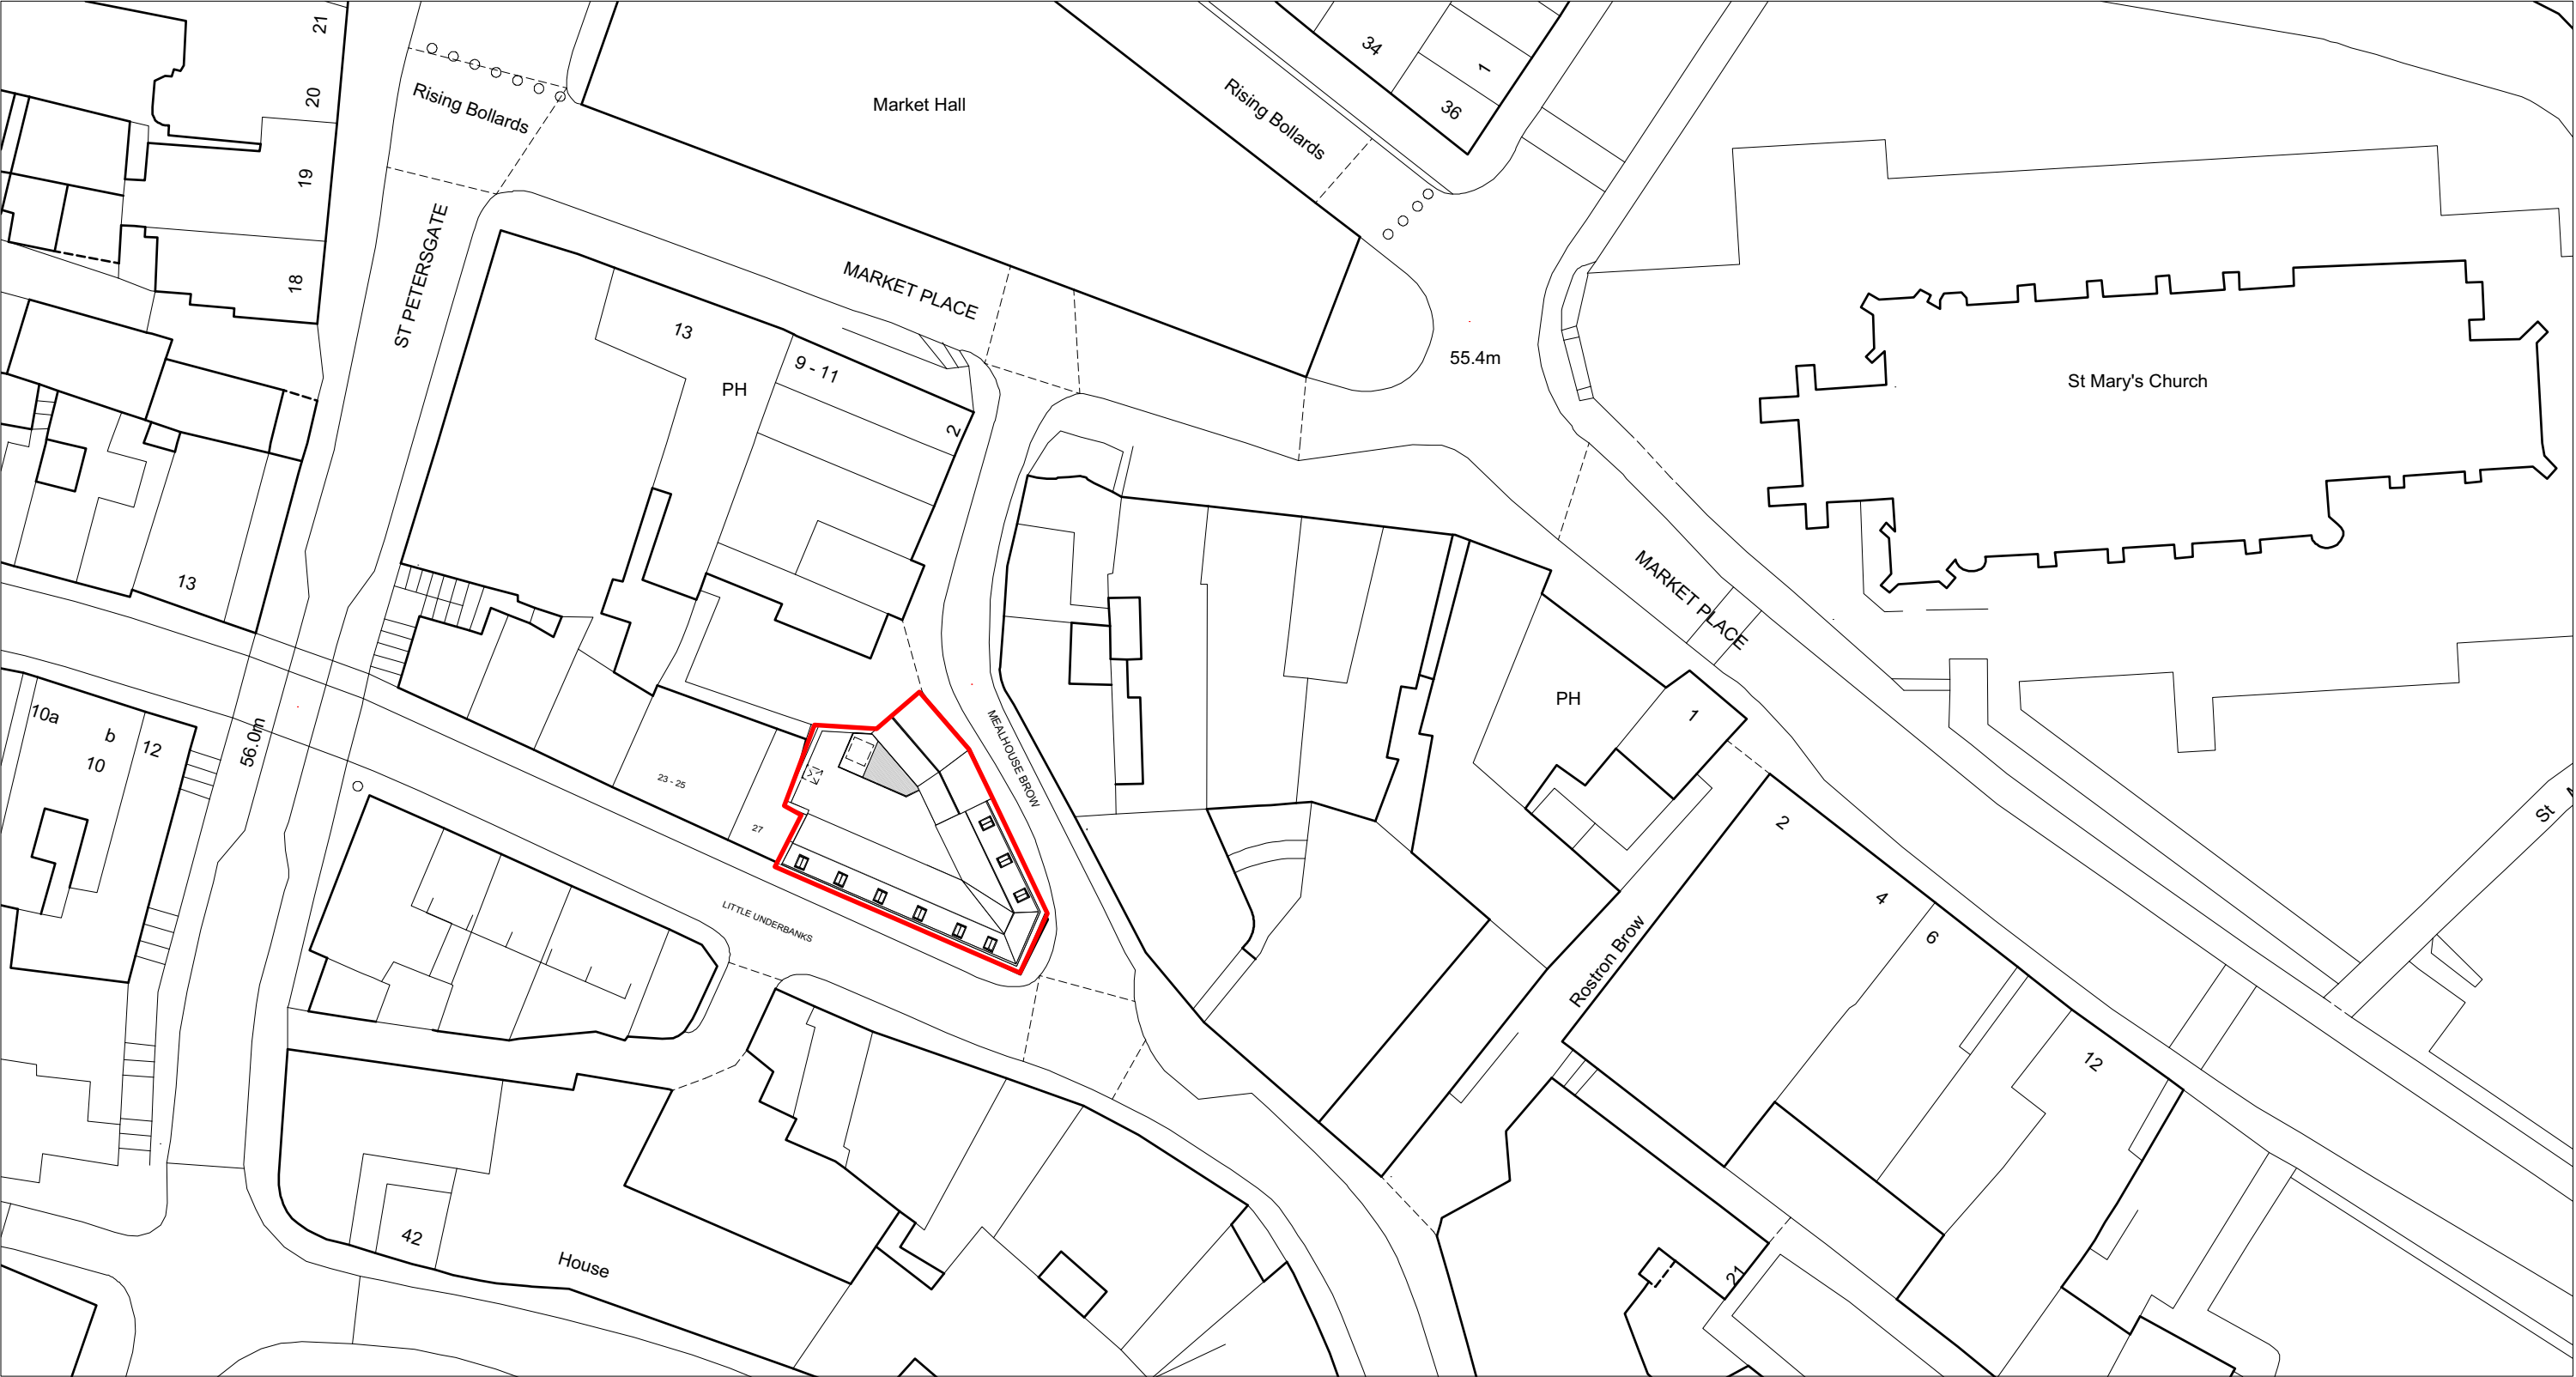 21
20
19
18
Rising Bollards
Market Hall
Rising Bollards
34
1
36
ST PETERSGATE
MARKET PLACE
13
PH
9 - 11
2
55.4m
St Mary's Church
13
MARKET PLACE
PH
1
10a
b
12
10
56.0m
23 - 25
27
MEALHOUSE BROW
LITTLE UNDERBANKS
2
4
6
12
Rostron Brow
St
42
House
21